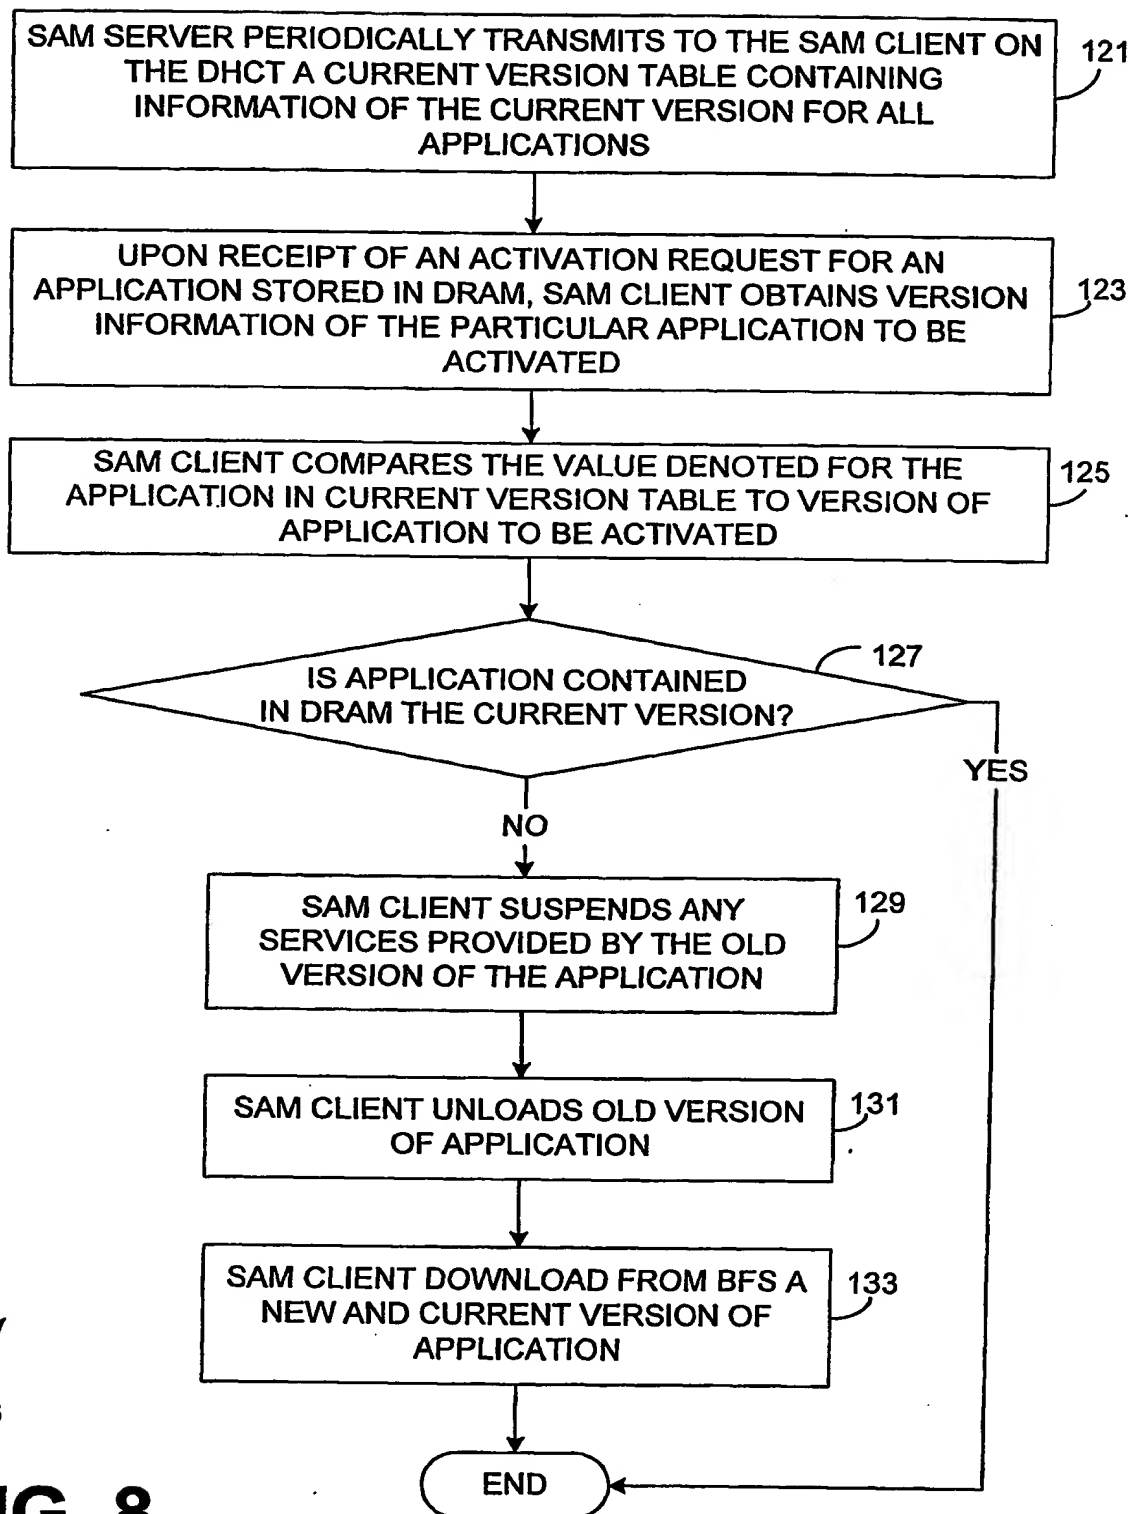 SAM SERVER PERIODICALLY TRANSMITS TO THE SAM CLIENT ON
THE DHCT A CURRENT VERSION TABLE CONTAINING
INFORMATION OF THE CURRENT VERSION FOR ALL
APPLICATIONS
121
UPON RECEIPT OF AN ACTIVATION REQUEST FOR AN
APPLICATION STORED IN DRAM, SAM CLIENT OBTAINS VERSION
INFORMATION OF THE PARTICULAR APPLICATION TO BE
ACTIVATED
123
SAM CLIENT COMPARES THE VALUE DENOTED FOR THE
APPLICATION IN CURRENT VERSION TABLE TO VERSION OF
APPLICATION TO BE ACTIVATED
125
IS APPLICATION CONTAINED
IN DRAM THE CURRENT VERSION?
127
YES
NO
SAM CLIENT SUSPENDS ANY
SERVICES PROVIDED BY THE OLD
VERSION OF THE APPLICATION
129
SAM CLIENT UNLOADS OLD VERSION
OF APPLICATION
131
SAM CLIENT DOWNLOAD FROM BFS A
NEW AND CURRENT VERSION OF
APPLICATION
133
END
8